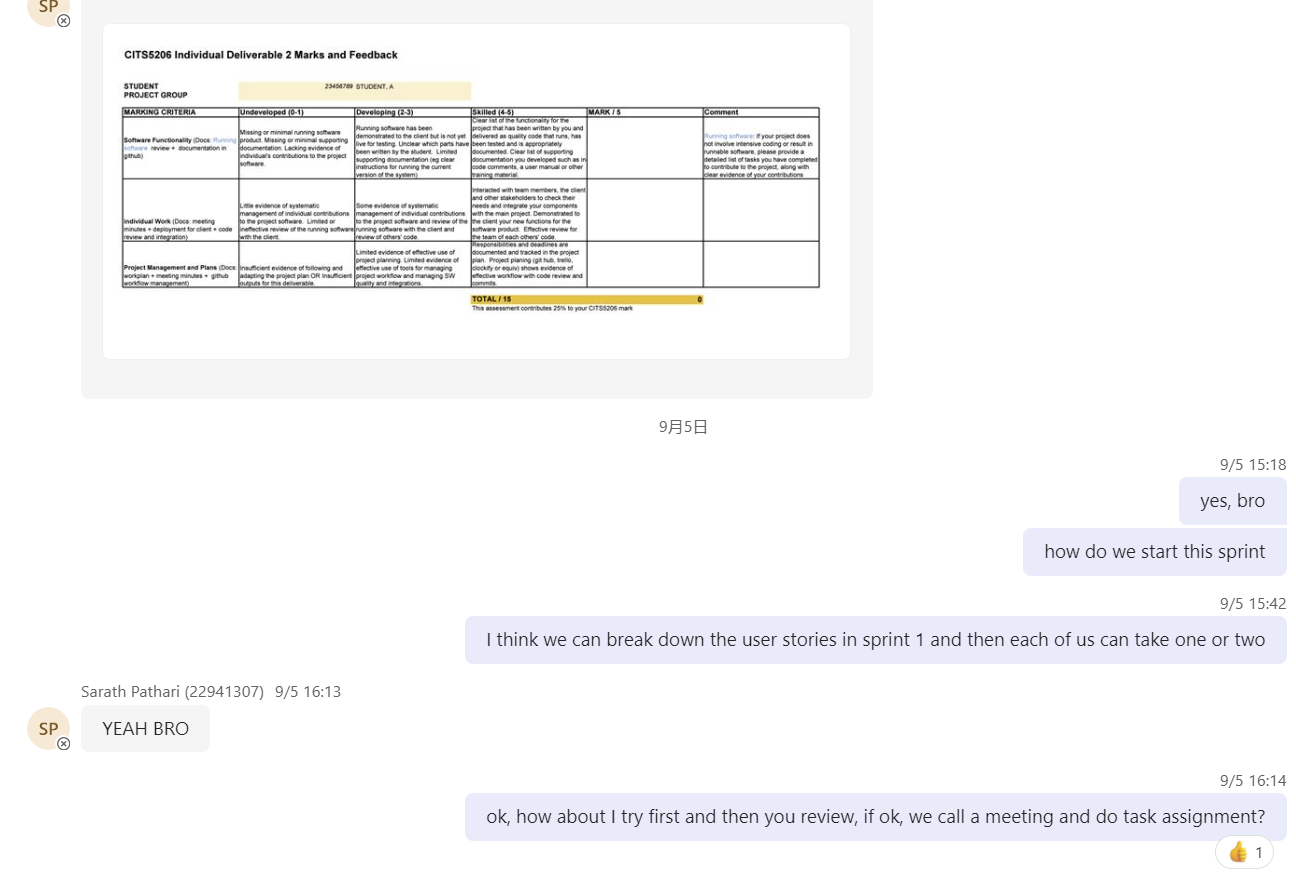 SP
CITS5206 Individual Deliverable 2 Marks and Feedback
STUDENT
23456789 STUDENT, A
PROJECT GROUP
MARKING CRITERIA
Undeveloped (0-1)
Developing (2-3)
Skilled (4-5)
MARK / 5
Comment
Software Functionality (Docs: Running
software review + documentation in
github)
Missing or minimal running software
product. Missing or minimal supporting
documentation. Lacking evidence of
individual's contributions to the project
software.
Running software has been
demonstrated to the client but is not yet
live for testing. Unclear which parts have
been written by the student. Limited
supporting documentation (eg clear
instructions for running the current
version of the system)
Clear list of the functionality for the
project that has been written by you and
delivered as quality code that runs, has
been tested and is appropriately
documented. Clear list of supporting
documentation you developed such as in
code comments, a user manual or other
training material.
Running software: If your project does
not involve intensive coding or result in
runnable software, please provide a
detailed list of tasks you have completed
to contribute to the project, along with
clear evidence of your contributions
Individual Work (Docs: meeting
minutes + deployment for client + code
review and integration)
Little evidence of systematic
management of individual contributions
to the project software. Limited or
ineffective review of the running software
with the client.
Some evidence of systematic
management of individual contributions
to the project software and review of the
running software with the client and
review of others' code.
Interacted with team members, the client
and other stakeholders to check their
needs and integrate your components
with the main project. Demonstrated to
the client your new functions for the
software product. Effective review for
the team of each others' code.
Project Management and Plans (Docs:
workplan + meeting minutes + github
workflow management)
Insufficient evidence of following and
adapting the project plan OR Insufficient
outputs for this deliverable.
Limited evidence of effective use of
project planning. Limited evidence of
effective use of tools for managing
project workflow and managing SW
quality and integrations.
Responsibilities and deadlines are
documented and tracked in the project
plan. Project planing (git hub, trello,
clockify or equiv) shows evidence of
effective workflow with code review and
commits.
TOTAL / 15
0
This assessment contributes 25% to your CITS5206 mark
9月5日
9/5 15:18
yes, bro
how do we start this sprint
9/5 15:42
I think we can break down the user stories in sprint 1 and then each of us can take one or two
Sarath Pathari (22941307) 9/5 16:13
SP
YEAH BRO
9/5 16:14
ok, how about I try first and then you review, if ok, we call a meeting and do task assignment?
1